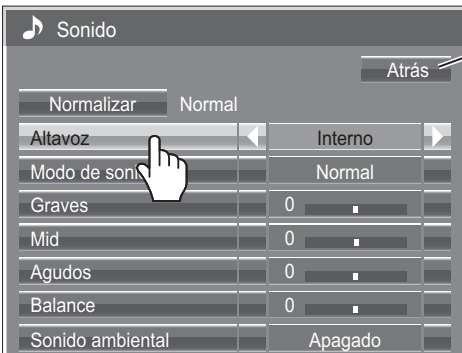 Sonido
Atrás
Normalizar Normal
Altavoz Interno
Modo de soni Normal
Graves 0
Mid 0
Agudos 0
Balance 0
Sonido ambiental Apagado